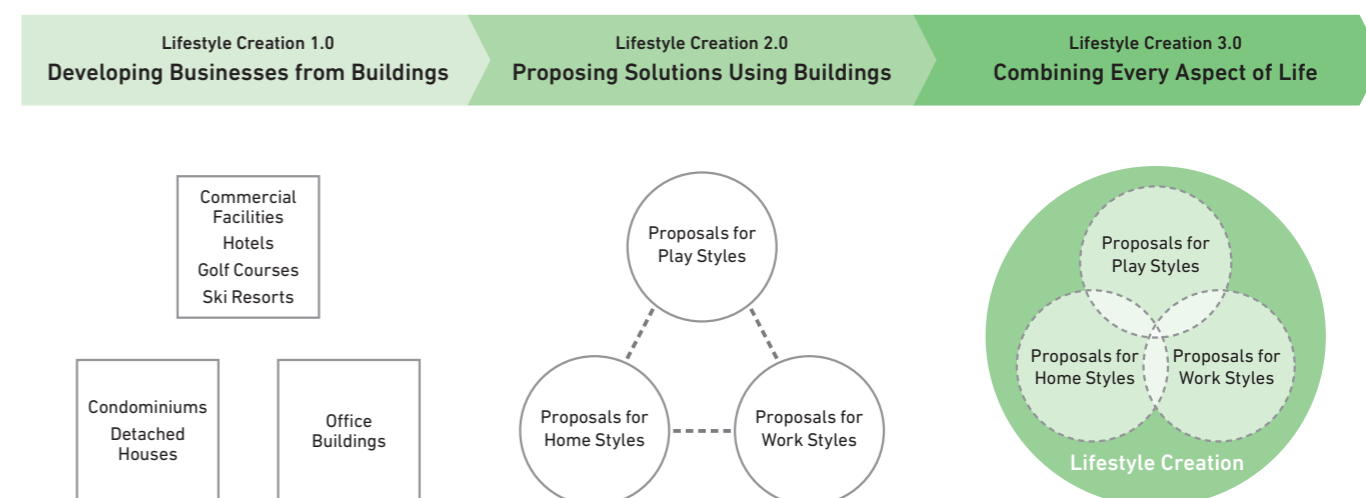 Lifestyle Creation 1.0
Developing Businesses from Buildings
Lifestyle Creation 2.0
Proposing Solutions Using Buildings
Lifestyle Creation 3.0
Combining Every Aspect of Life
Commercial
Facilities
Hotels
Golf Courses
Ski Resorts
Condominiums
Detached
Houses
Office
Buildings
Proposals for
Play Styles
Proposals for
Home Styles
Proposals for
Work Styles
Proposals for
Play Styles
Proposals for
Home Styles
Proposals for
Work Styles
Lifestyle Creation